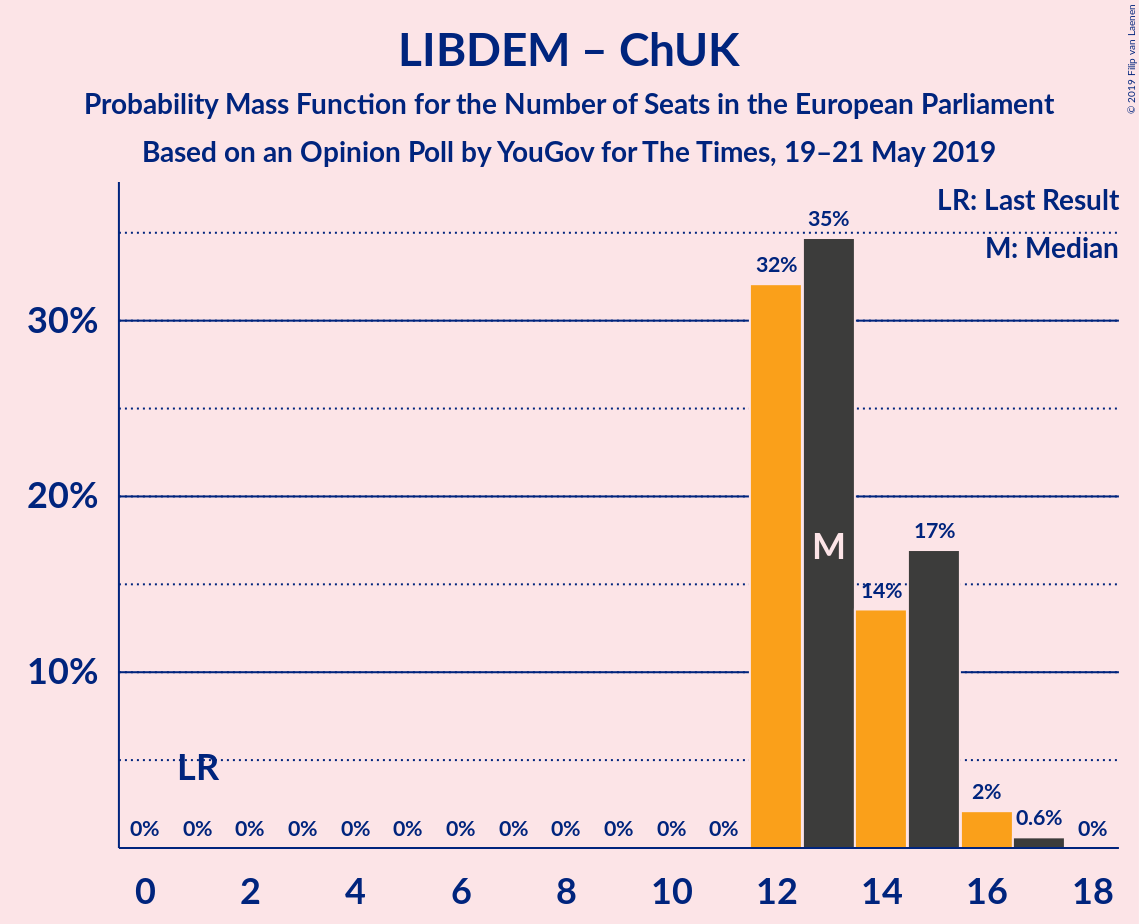 LIBDEM – ChUK
Probability Mass Function for the Number of Seats in the European Parliament
Based on an Opinion Poll by YouGov for The Times, 19–21 May 2019
© 2019 Filip van Laenen
LR: Last Result
M: Median
35%
32%
30%
20%
17%
M
14%
10%
LR
2%
0.6%
0% 0% 0% 0% 0% 0% 0% 0% 0% 0% 0% 0% 0%
0 2 4 6 8 10 12 14 16 18